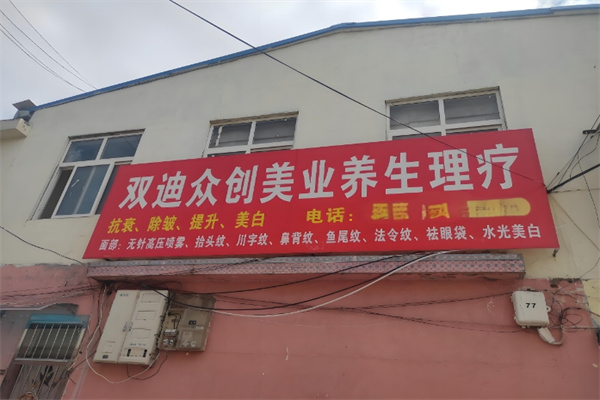 双迪众创美业养生理疗
抗衰、除皱、提升、美白 电话：
面部：无针高压喷雾、抬头纹、川字纹、鼻背纹、鱼尾纹、法令纹、祛眼袋、水光美白
77